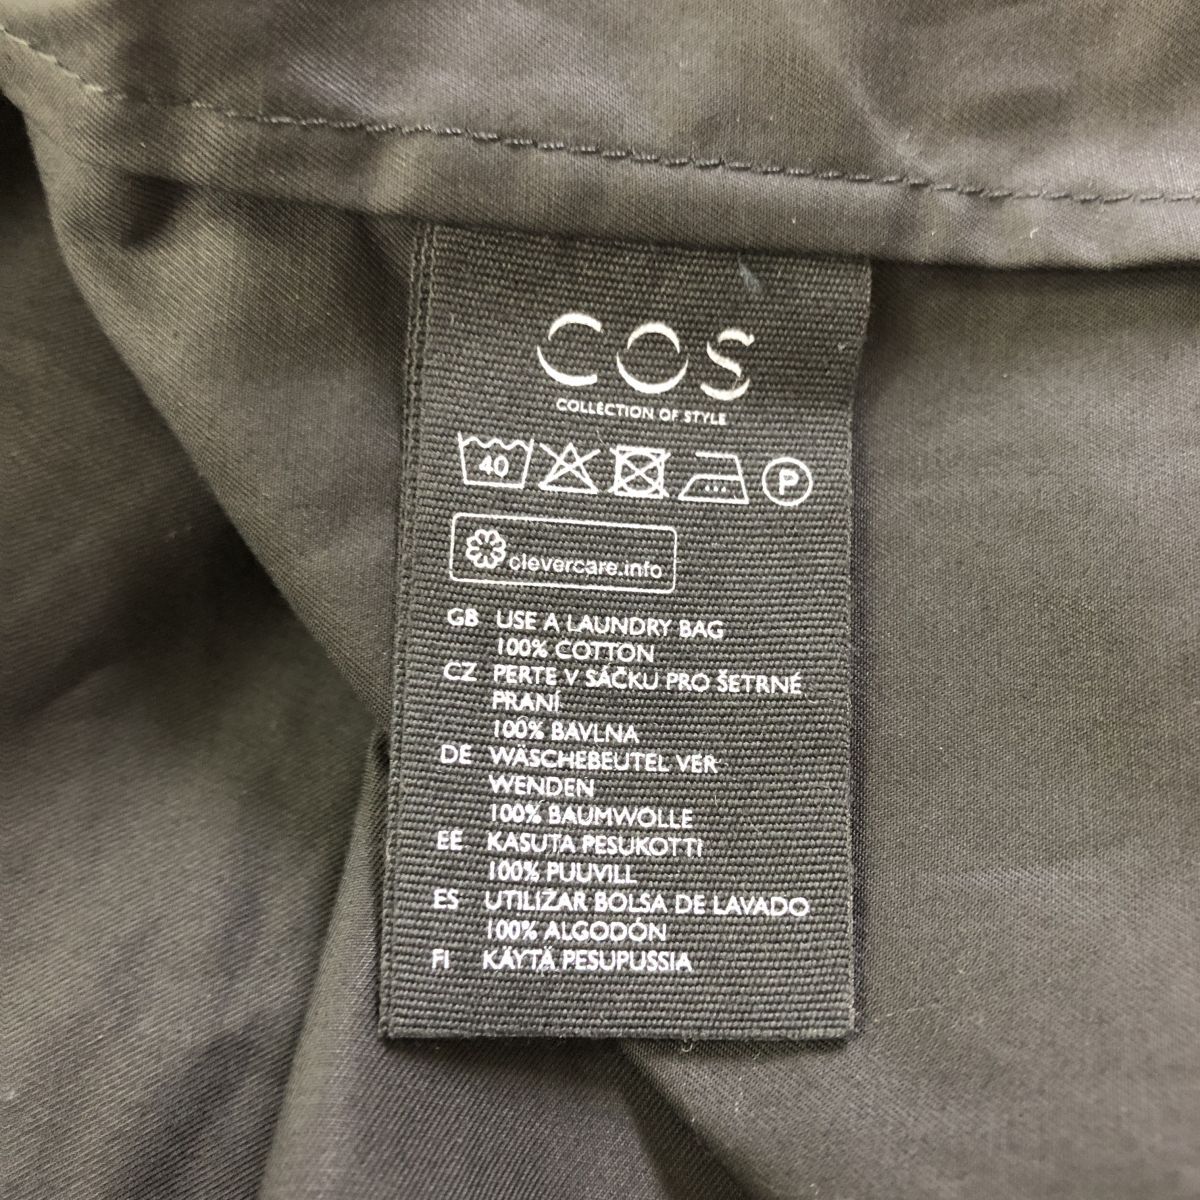 COS
COLLECTION OF STYLE
40 P
clevercare.info
GB USE A LAUNDRY BAG
100% COTTON
CZ PERTE V SÁČKU PRO ŠETRNÉ
PRANÍ
100% BAVLNA
DE WÄSCHEBEUTEL VER
WENDEN
100% BAUMWOLLE
EE KASUTA PESUKOTTI
100% PUUVILL
ES UTILIZAR BOLSA DE LAVADO
100% ALGODÓN
FI KÄYTÄ PESUPUSSIA